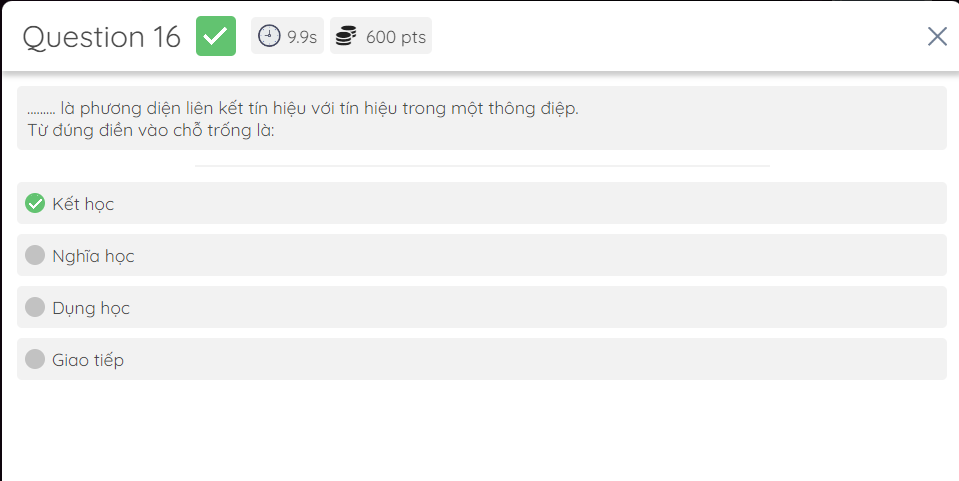 Question 16
9.9s
600 pts
......... là phương diện liên kết tín hiệu với tín hiệu trong một thông điệp.
Từ đúng điền vào chỗ trống là:
Kết học
Nghĩa học
Dụng học
Giao tiếp